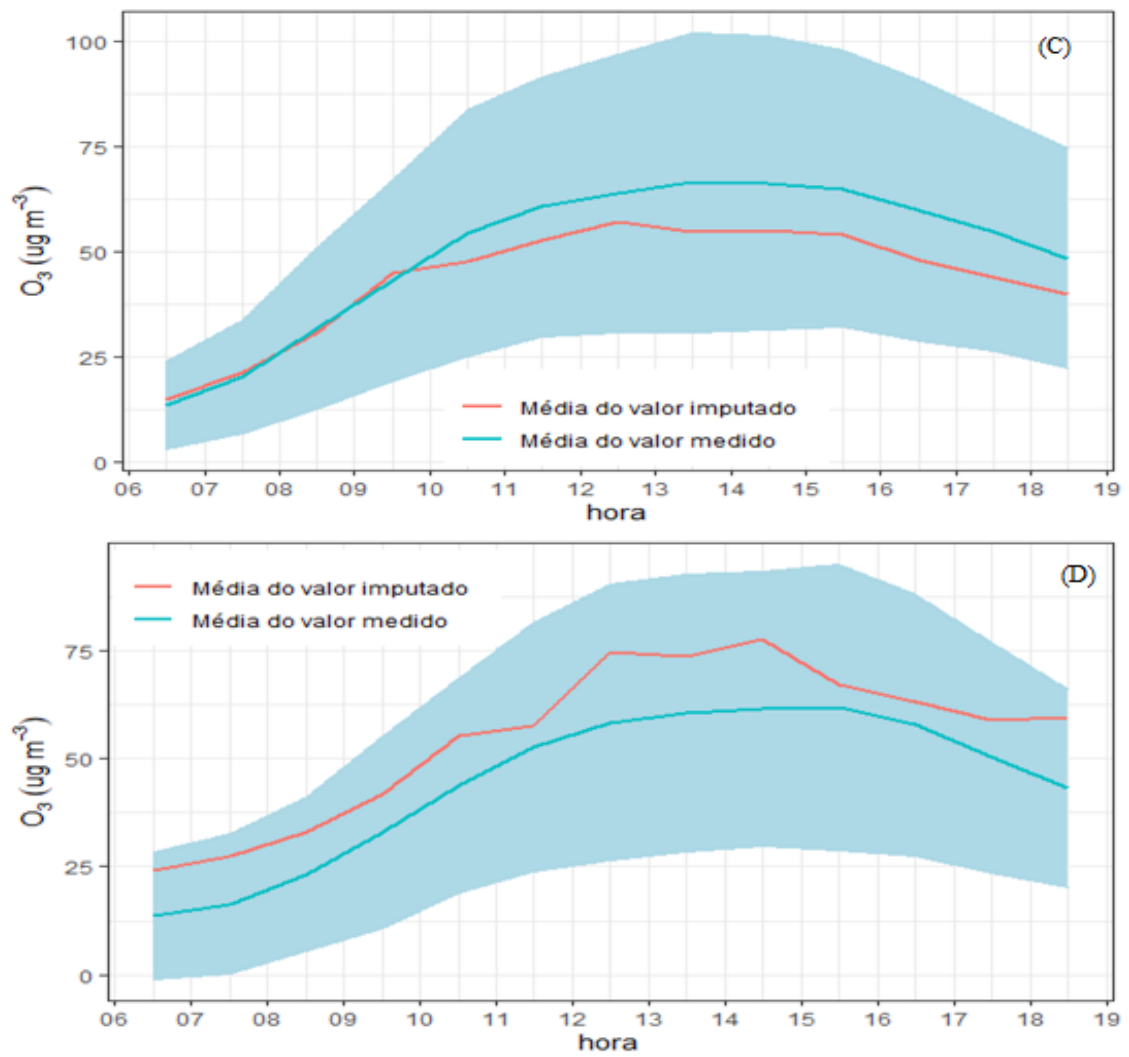 (C)
100
75
50
25
0
O₃ (ug m⁻³)
Média do valor imputado
Média do valor medido
06 07 08 09 10 11 12 13 14 15 16 17 18 19
hora
(D)
Média do valor imputado
Média do valor medido
75
50
25
0
O₃ (ug m⁻³)
06 07 08 09 10 11 12 13 14 15 16 17 18 19
hora